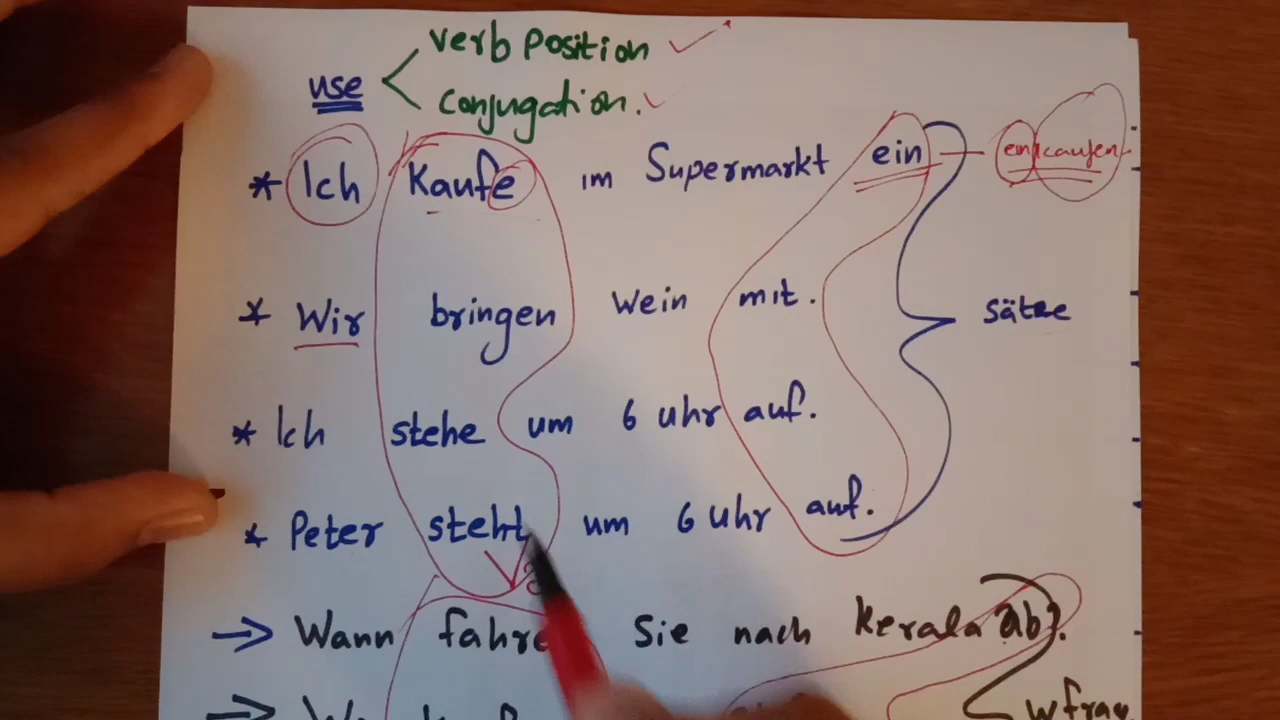 verb position
use
conjugation.
* Ich kaufe im Supermarkt ein
einkaufen
* Wir bringen Wein mit.
Sätze
* Ich stehe um 6 uhr auf.
* Peter steht um 6 uhr auf.
→ Wann fahre Sie nach kerala ab?